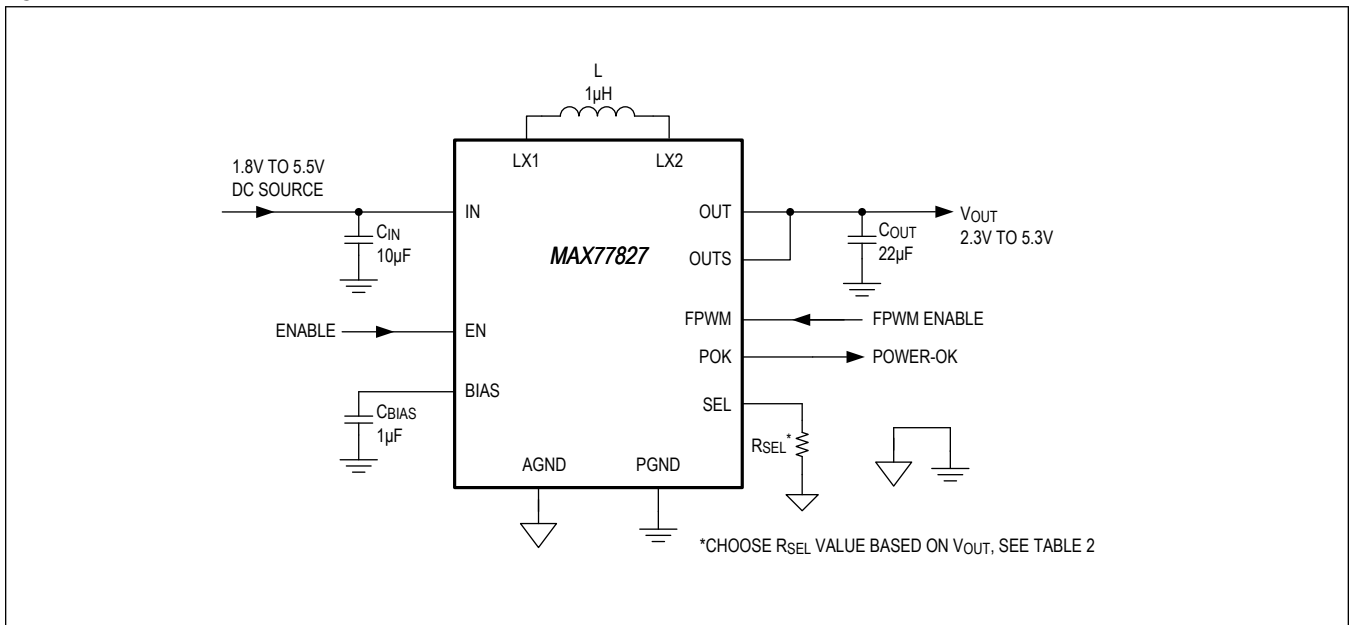 L
1µH
LX1
LX2
1.8V TO 5.5V
DC SOURCE
IN
OUT
VOUT
2.3V TO 5.3V
CIN
10µF
COUT
22µF
MAX77827
OUTS
FPWM
FPWM ENABLE
ENABLE
EN
POK
POWER-OK
BIAS
SEL
CBIAS
1µF
RSEL*
AGND
PGND
*CHOOSE RSEL VALUE BASED ON VOUT, SEE TABLE 2